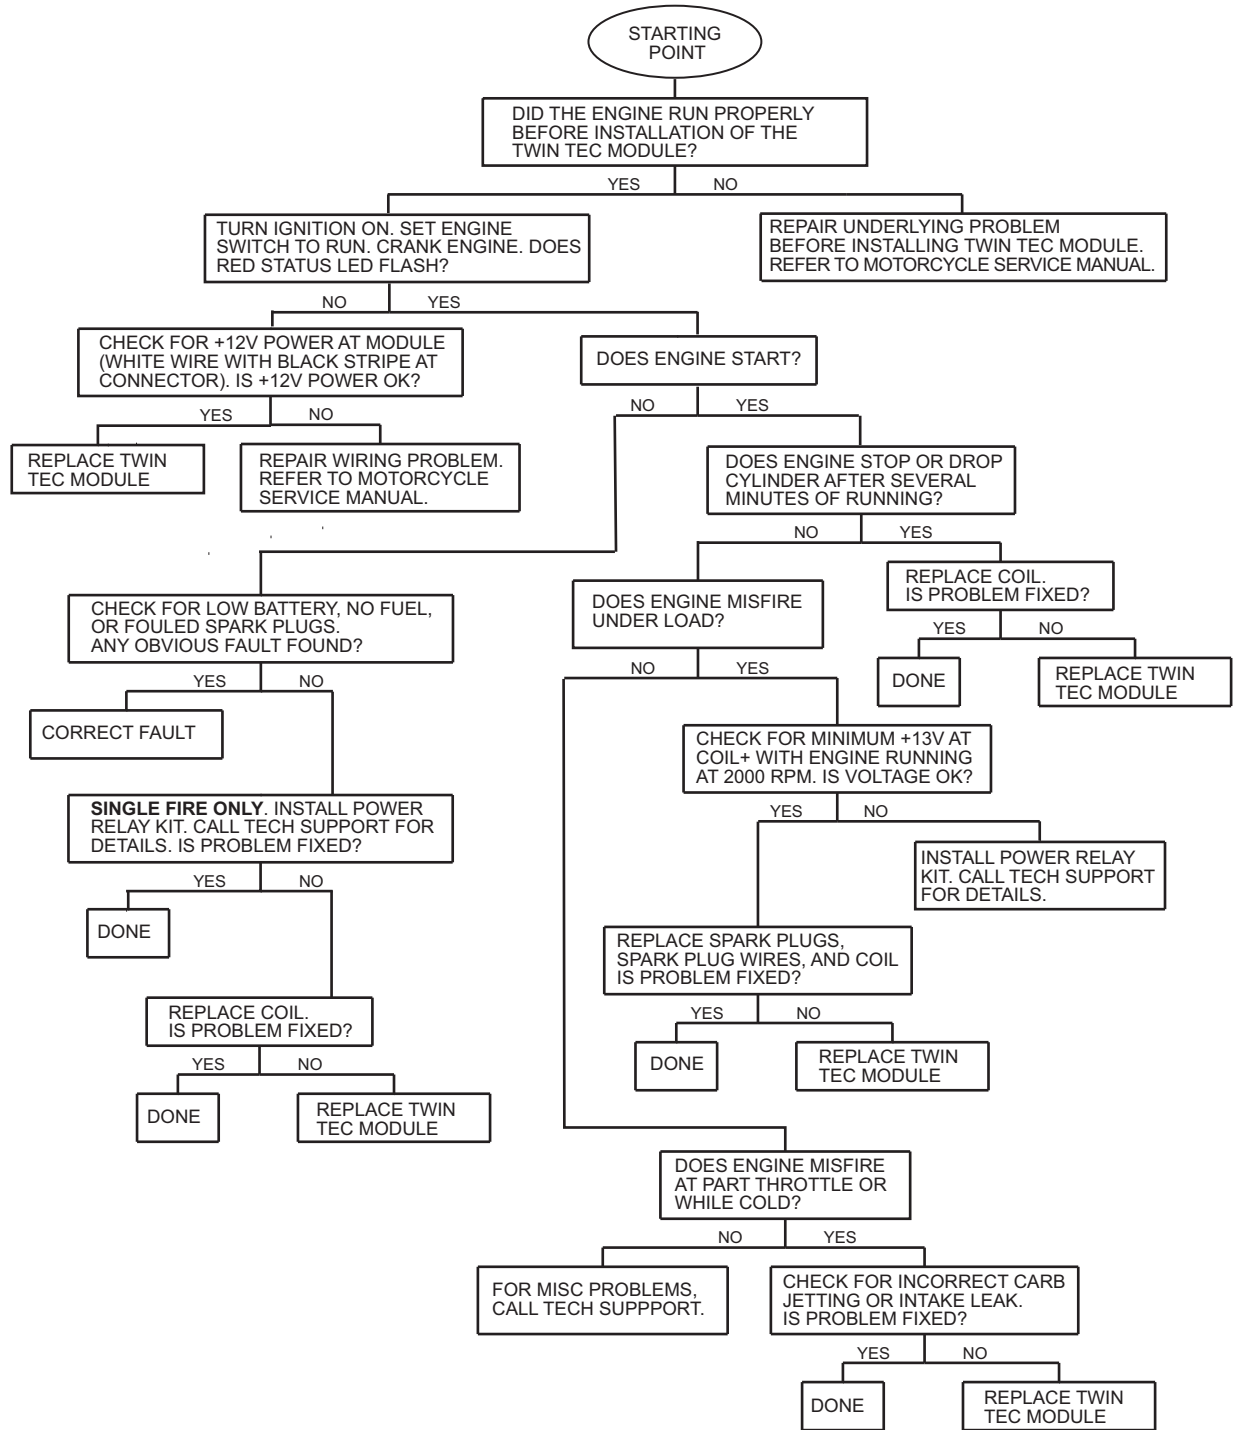 STARTING
POINT
DID THE ENGINE RUN PROPERLY
BEFORE INSTALLATION OF THE
TWIN TEC MODULE?
YES
NO
TURN IGNITION ON. SET ENGINE
SWITCH TO RUN. CRANK ENGINE. DOES
RED STATUS LED FLASH?
REPAIR UNDERLYING PROBLEM
BEFORE INSTALLING TWIN TEC MODULE.
REFER TO MOTORCYCLE SERVICE MANUAL.
NO
YES
CHECK FOR +12V POWER AT MODULE
(WHITE WIRE WITH BLACK STRIPE AT
CONNECTOR). IS +12V POWER OK?
DOES ENGINE START?
YES
NO
NO
YES
REPLACE TWIN
TEC MODULE
REPAIR WIRING PROBLEM.
REFER TO MOTORCYCLE
SERVICE MANUAL.
DOES ENGINE STOP OR DROP
CYLINDER AFTER SEVERAL
MINUTES OF RUNNING?
NO
YES
CHECK FOR LOW BATTERY, NO FUEL,
OR FOULED SPARK PLUGS.
ANY OBVIOUS FAULT FOUND?
DOES ENGINE MISFIRE
UNDER LOAD?
REPLACE COIL.
IS PROBLEM FIXED?
YES
NO
DONE
REPLACE TWIN
TEC MODULE
YES
NO
NO
YES
CORRECT FAULT
CHECK FOR MINIMUM +13V AT
COIL+ WITH ENGINE RUNNING
AT 2000 RPM. IS VOLTAGE OK?
SINGLE FIRE ONLY. INSTALL POWER
RELAY KIT. CALL TECH SUPPORT FOR
DETAILS. IS PROBLEM FIXED?
YES
NO
INSTALL POWER RELAY
KIT. CALL TECH SUPPORT
FOR DETAILS.
YES
NO
DONE
REPLACE SPARK PLUGS,
SPARK PLUG WIRES, AND COIL
IS PROBLEM FIXED?
REPLACE COIL.
IS PROBLEM FIXED?
YES
NO
DONE
REPLACE TWIN
TEC MODULE
YES
NO
DONE
REPLACE TWIN
TEC MODULE
DOES ENGINE MISFIRE
AT PART THROTTLE OR
WHILE COLD?
NO
YES
FOR MISC PROBLEMS,
CALL TECH SUPPPORT.
CHECK FOR INCORRECT CARB
JETTING OR INTAKE LEAK.
IS PROBLEM FIXED?
YES
NO
DONE
REPLACE TWIN
TEC MODULE